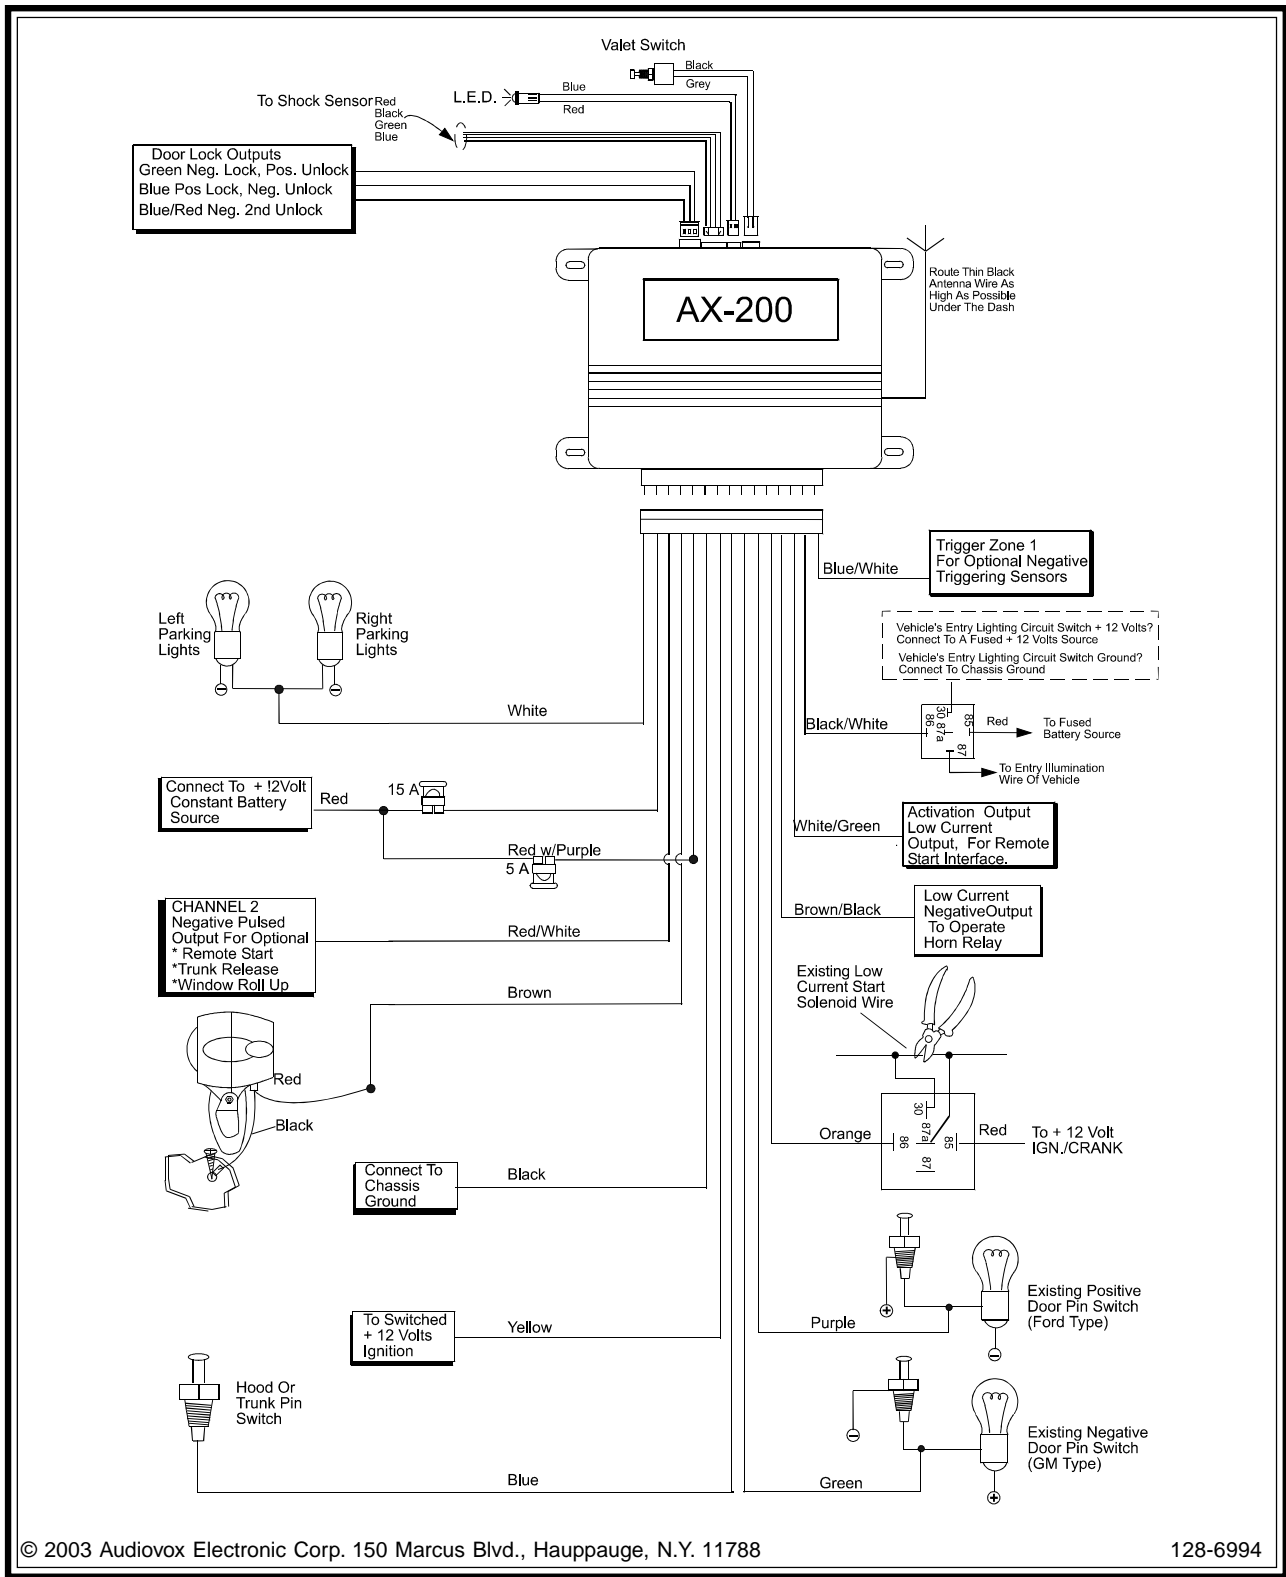 Valet Switch
Black
Grey
L.E.D.
Blue
Red
To Shock Sensor
Red
Black
Green
Blue
Door Lock Outputs
Green Neg. Lock, Pos. Unlock
Blue Pos Lock, Neg. Unlock
Blue/Red Neg. 2nd Unlock
AX-200
Route Thin Black
Antenna Wire As
High As Possible
Under The Dash
Blue/White
Trigger Zone 1
For Optional Negative
Triggering Sensors
Left
Parking
Lights
Right
Parking
Lights
White
Vehicle's Entry Lighting Circuit Switch + 12 Volts?
Connect To A Fused + 12 Volts Source
Vehicle's Entry Lighting Circuit Switch Ground?
Connect To Chassis Ground
Black/White
86
30
87a
85
87
Red
To Fused
Battery Source
To Entry Illumination
Wire Of Vehicle
Connect To + !2Volt
Constant Battery
Source
Red
15 A
Red w/Purple
5 A
White/Green
Activation Output
Low Current
Output, For Remote
Start Interface.
CHANNEL 2
Negative Pulsed
Output For Optional
* Remote Start
*Trunk Release
*Window Roll Up
Red/White
Brown/Black
Low Current
NegativeOutput
To Operate
Horn Relay
Brown
Red
Black
Existing Low
Current Start
Solenoid Wire
Orange
86
30
87a
85
87
Red
To + 12 Volt
IGN./CRANK
Connect To
Chassis
Ground
Black
To Switched
+ 12 Volts
Ignition
Yellow
Purple
Existing Positive
Door Pin Switch
(Ford Type)
Hood Or
Trunk Pin
Switch
Blue
Green
Existing Negative
Door Pin Switch
(GM Type)
© 2003 Audiovox Electronic Corp. 150 Marcus Blvd., Hauppauge, N.Y. 11788
128-6994